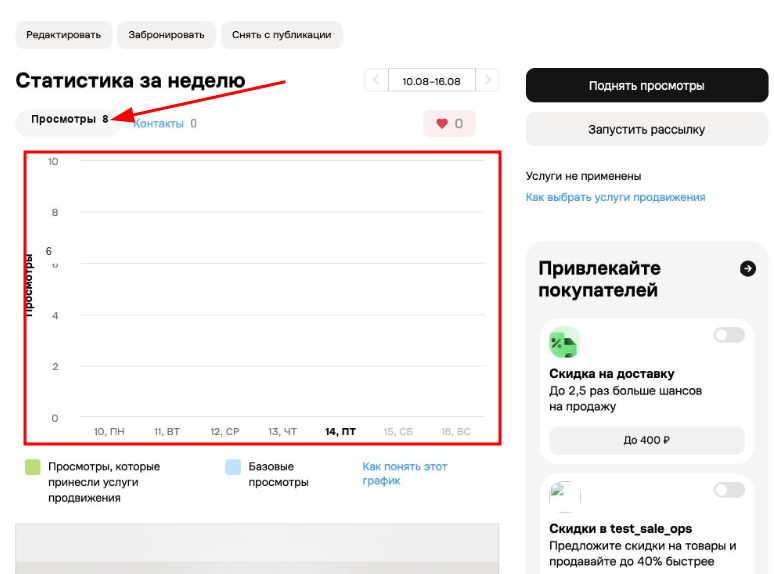 Редактировать
Забронировать
Снять с публикации
Статистика за неделю
10.08–16.08
Просмотры 8
Контакты 0
0
10
8
6
6
4
2
0
Просмотры
10, ПН
11, ВТ
12, СР
13, ЧТ
14, ПТ
15, СБ
16, ВС
Просмотры, которые
принесли услуги
продвижения
Базовые
просмотры
Как понять этот
график
Поднять просмотры
Запустить рассылку
Услуги не применены
Как выбрать услуги продвижения
Привлекайте
покупателей
Скидка на доставку
До 2,5 раз больше шансов
на продажу
До 400 ₽
Скидки в test_sale_ops
Предложите скидки на товары и
продавайте до 40% быстрее